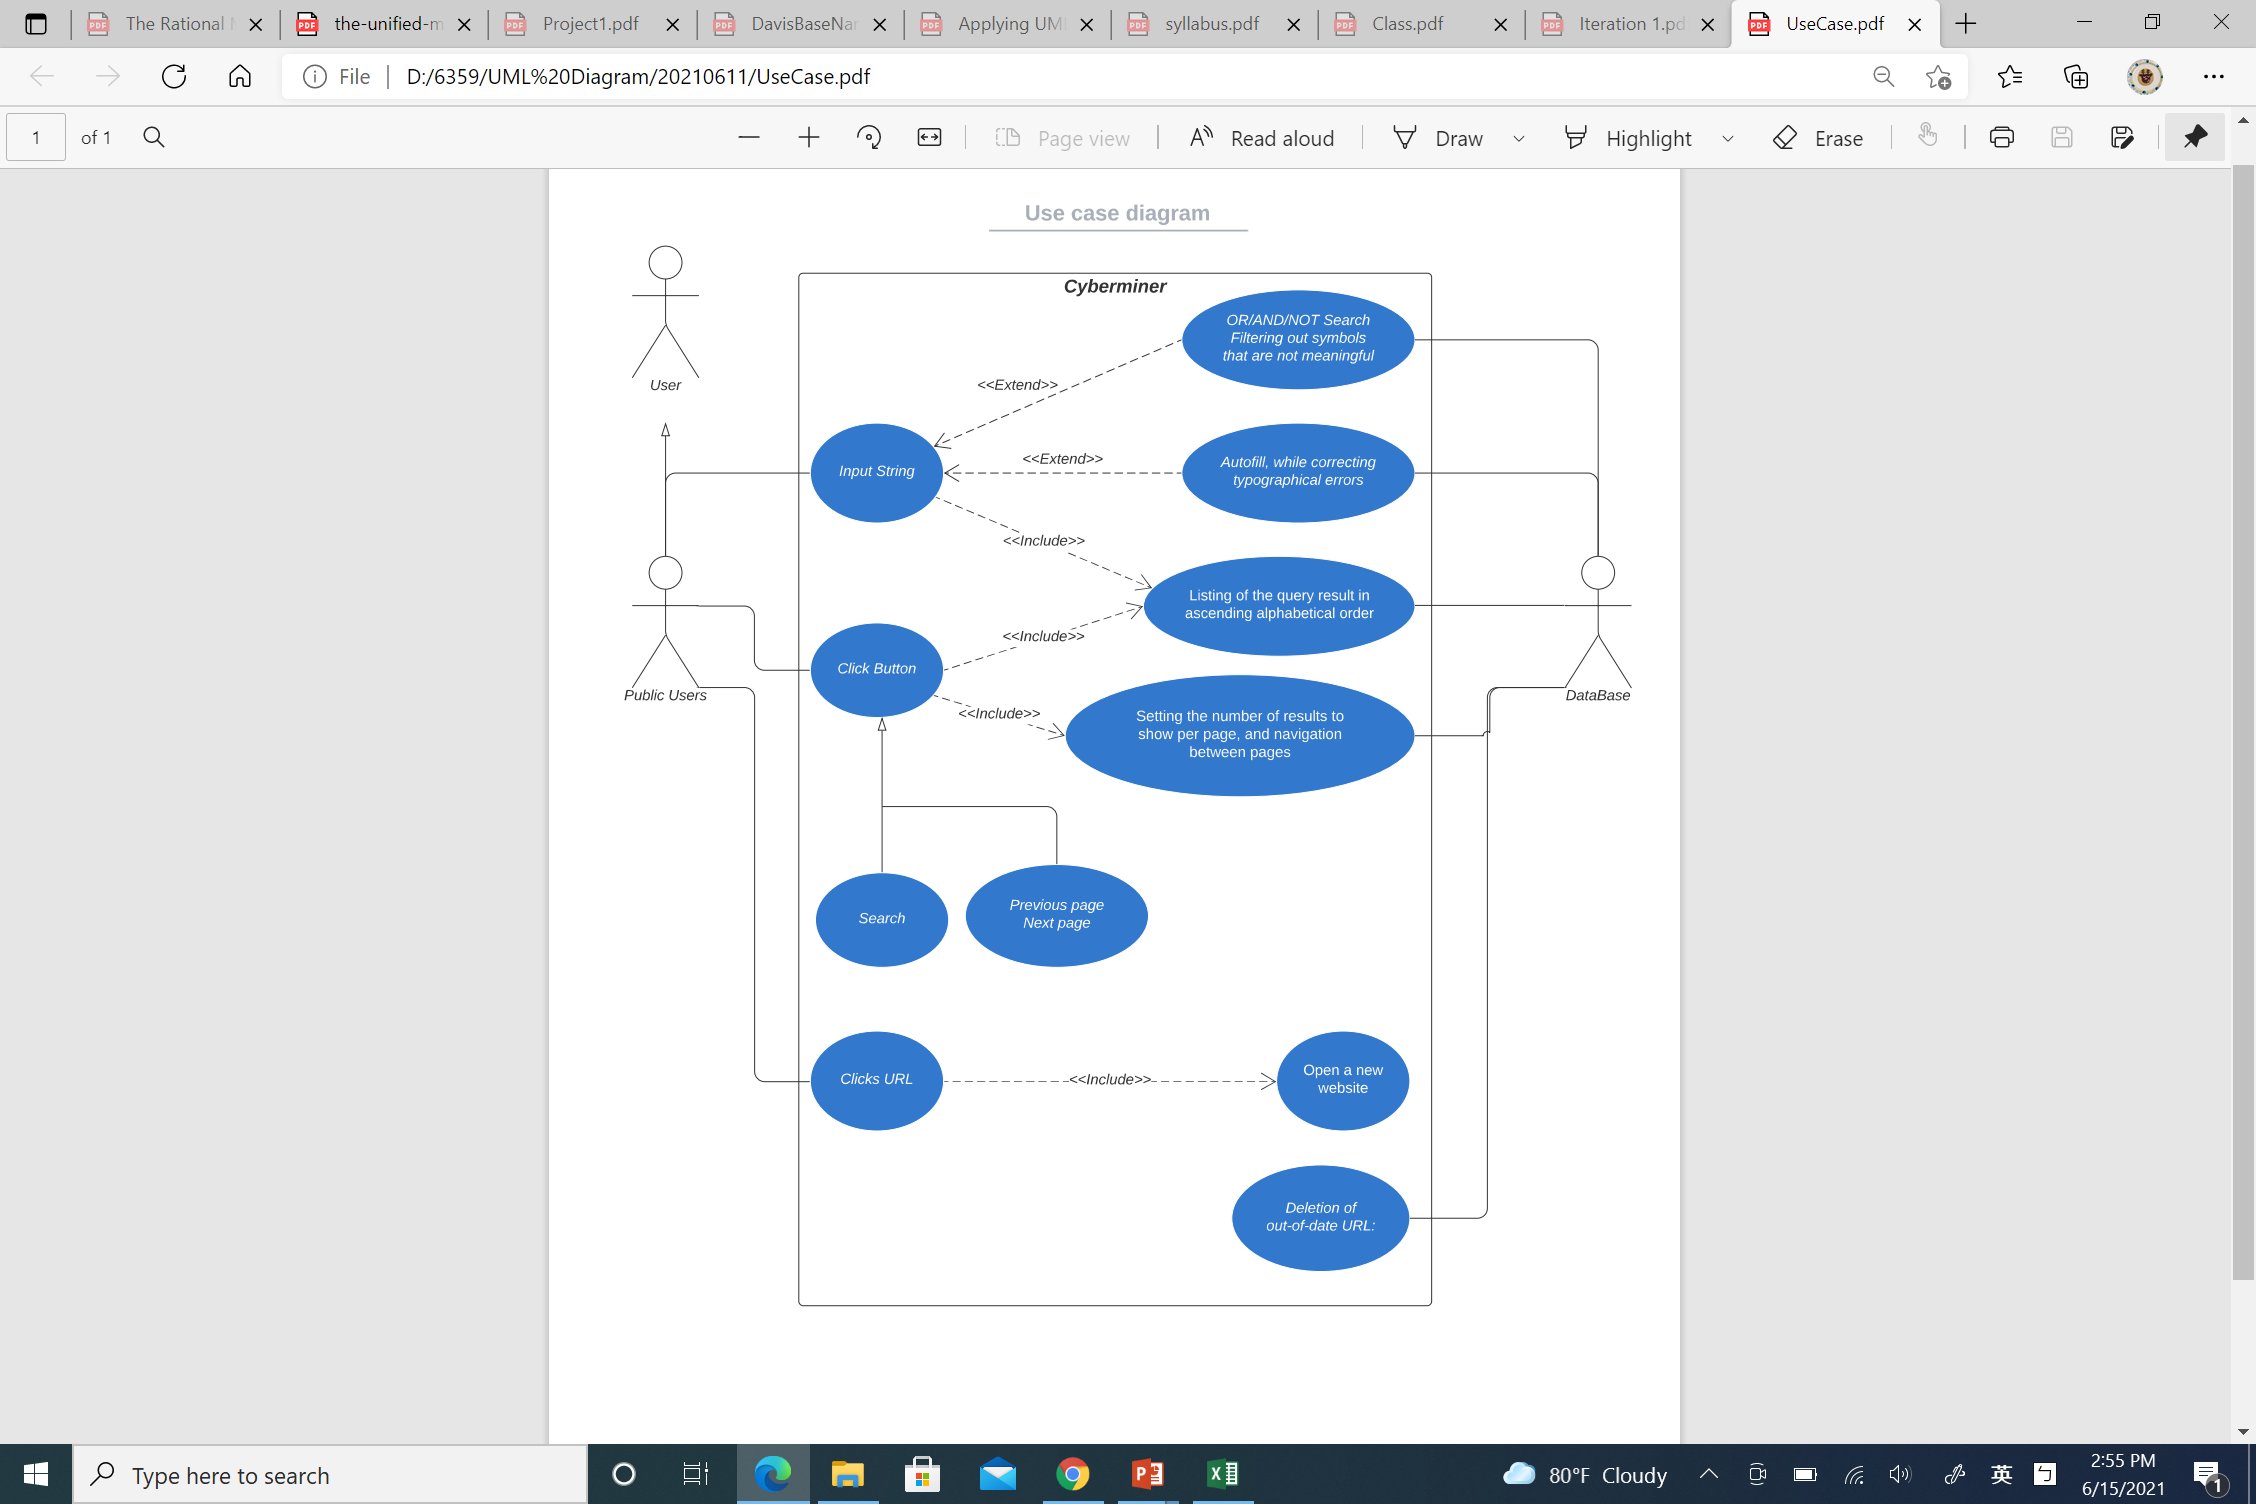 The Rational
the-unified-m
Project1.pdf
DavisBaseNa
Applying UM
syllabus.pdf
Class.pdf
Iteration 1.pd
UseCase.pdf
File
D:/6359/UML%20Diagram/20210611/UseCase.pdf
1 of 1
Page view
Read aloud
Draw
Highlight
Erase
Use case diagram
Cyberminer
User
OR/AND/NOT Search
Filtering out symbols
that are not meaningful
<<Extend>>
Input String
<<Extend>>
Autofill, while correcting
typographical errors
<<Include>>
Listing of the query result in
ascending alphabetical order
<<Include>>
Click Button
Public Users
DataBase
<<Include>>
Setting the number of results to
show per page, and navigation
between pages
Search
Previous page
Next page
Clicks URL
<<Include>>
Open a new
website
Deletion of
out-of-date URL:
Type here to search
80°F Cloudy
英
2:55 PM
6/15/2021
1